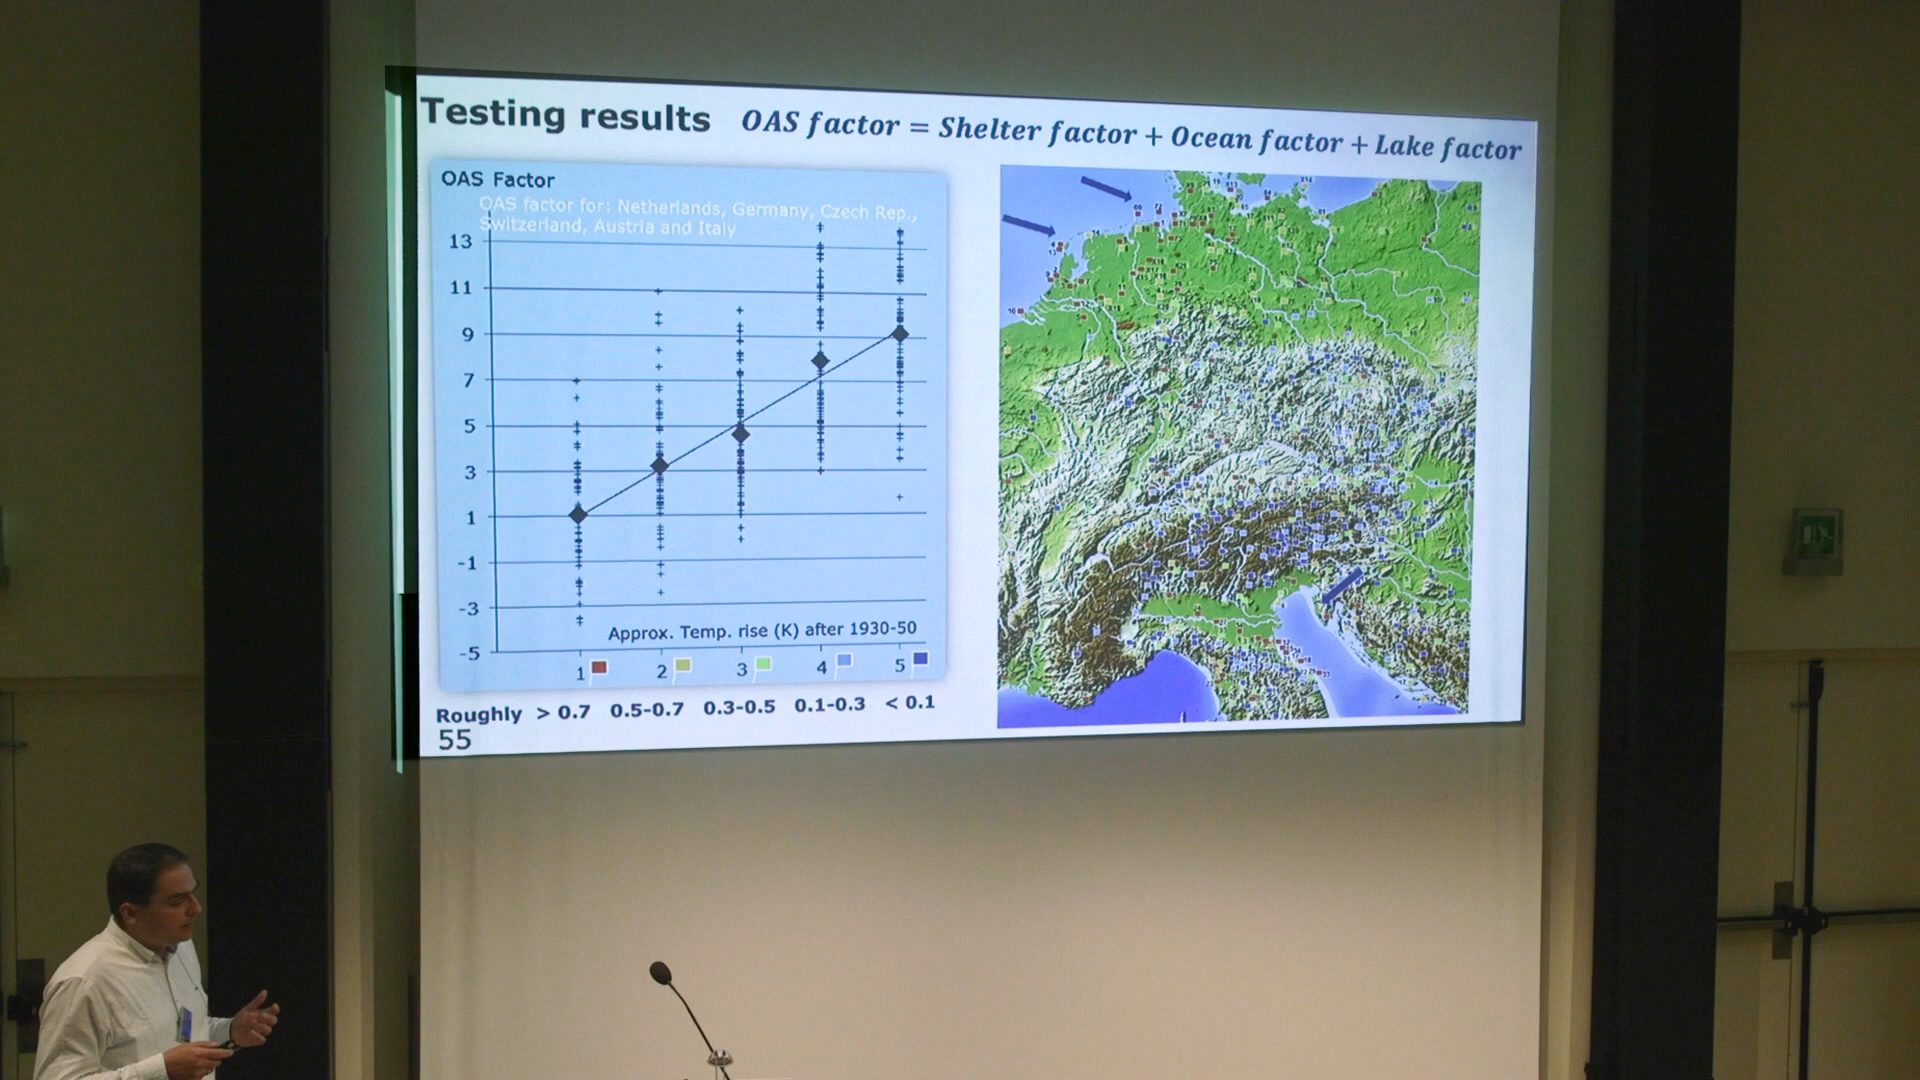 Testing results
OAS factor = Shelter factor + Ocean factor + Lake factor
OAS Factor
OAS factor for: Netherlands, Germany, Czech Rep.,
Switzerland, Austria and Italy
13
11
9
7
5
3
1
-1
-3
-5
Approx. Temp. rise (K) after 1930-50
1 2 3 4 5
Roughly > 0.7 0.5-0.7 0.3-0.5 0.1-0.3 < 0.1
55